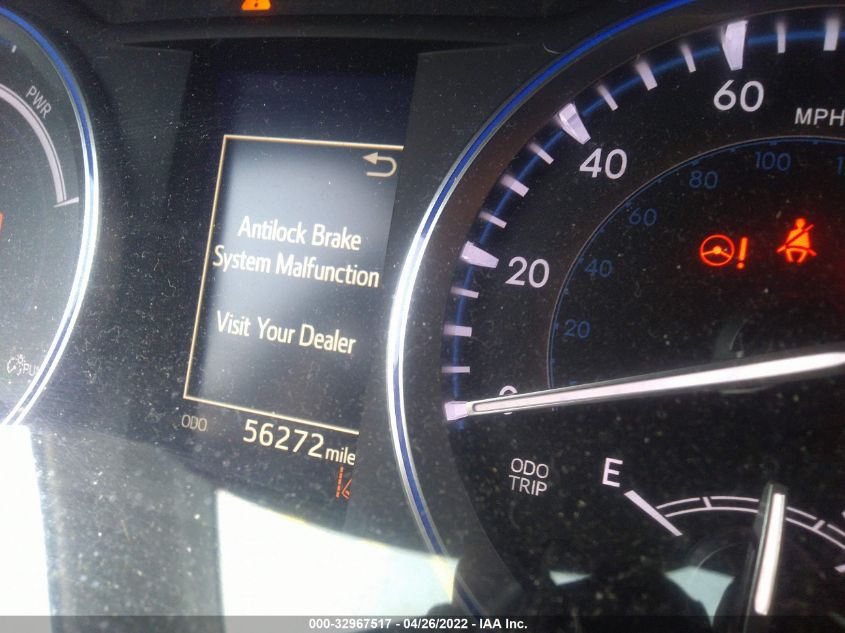 PWR
Antilock Brake
System Malfunction
Visit Your Dealer
ODO
56272 mile
60
MPH
40
20
0
100
80
60
40
20
ODO
TRIP
E
000-32967517 - 04/26/2022 - IAA Inc.